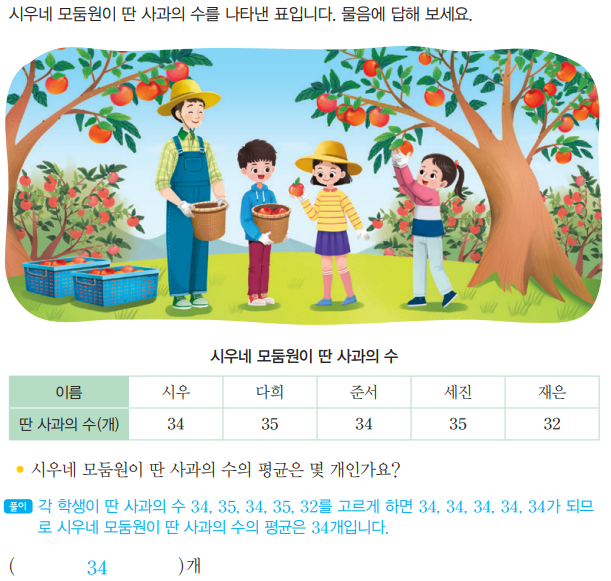 시우네 모둠원이 딴 사과의 수를 나타낸 표입니다. 물음에 답해 보세요.
시우네 모둠원이 딴 사과의 수
이름 시우 다희 준서 세진 재은
딴 사과의 수(개) 34 35 34 35 32
• 시우네 모둠원이 딴 사과의 수의 평균은 몇 개인가요?
풀이 각 학생이 딴 사과의 수 34, 35, 34, 35, 32를 고르게 하면 34, 34, 34, 34, 34가 되므
로 시우네 모둠원이 딴 사과의 수의 평균은 34개입니다.
( 34 )개